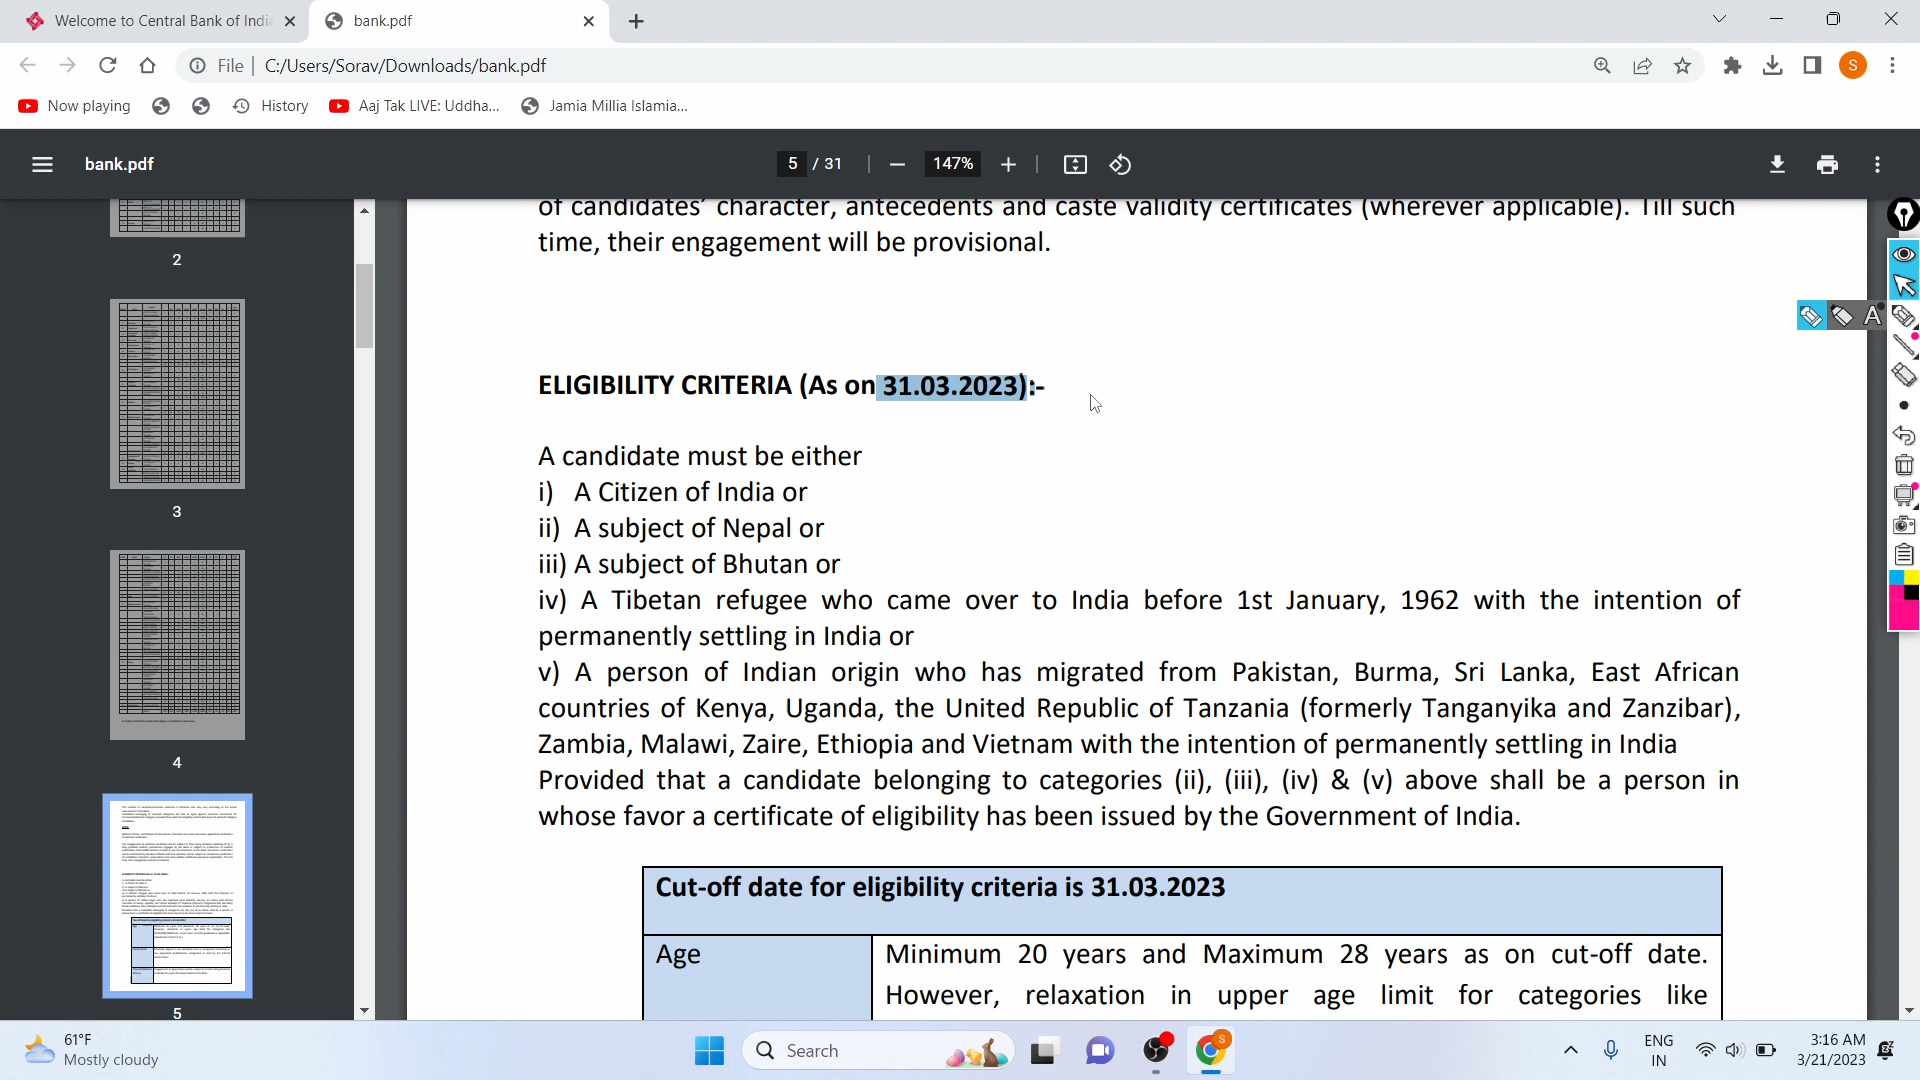 Welcome to Central Bank of India
bank.pdf
File
C:/Users/Sorav/Downloads/bank.pdf
S
Now playing
History
Aaj Tak LIVE: Uddha...
Jamia Millia Islamia...
bank.pdf
5 / 31
147%
2
3
4
5
of candidates' character, antecedents and caste validity certificates (wherever applicable). Till such
time, their engagement will be provisional.
ELIGIBILITY CRITERIA (As on 31.03.2023):-
A candidate must be either
i) A Citizen of India or
ii) A subject of Nepal or
iii) A subject of Bhutan or
iv) A Tibetan refugee who came over to India before 1st January, 1962 with the intention of
permanently settling in India or
v) A person of Indian origin who has migrated from Pakistan, Burma, Sri Lanka, East African
countries of Kenya, Uganda, the United Republic of Tanzania (formerly Tanganyika and Zanzibar),
Zambia, Malawi, Zaire, Ethiopia and Vietnam with the intention of permanently settling in India
Provided that a candidate belonging to categories (ii), (iii), (iv) & (v) above shall be a person in
whose favor a certificate of eligibility has been issued by the Government of India.
Cut-off date for eligibility criteria is 31.03.2023
Age
Minimum 20 years and Maximum 28 years as on cut-off date.
However, relaxation in upper age limit for categories like
A
61°F
Mostly cloudy
Search
S
ENG
IN
3:16 AM
3/21/2023